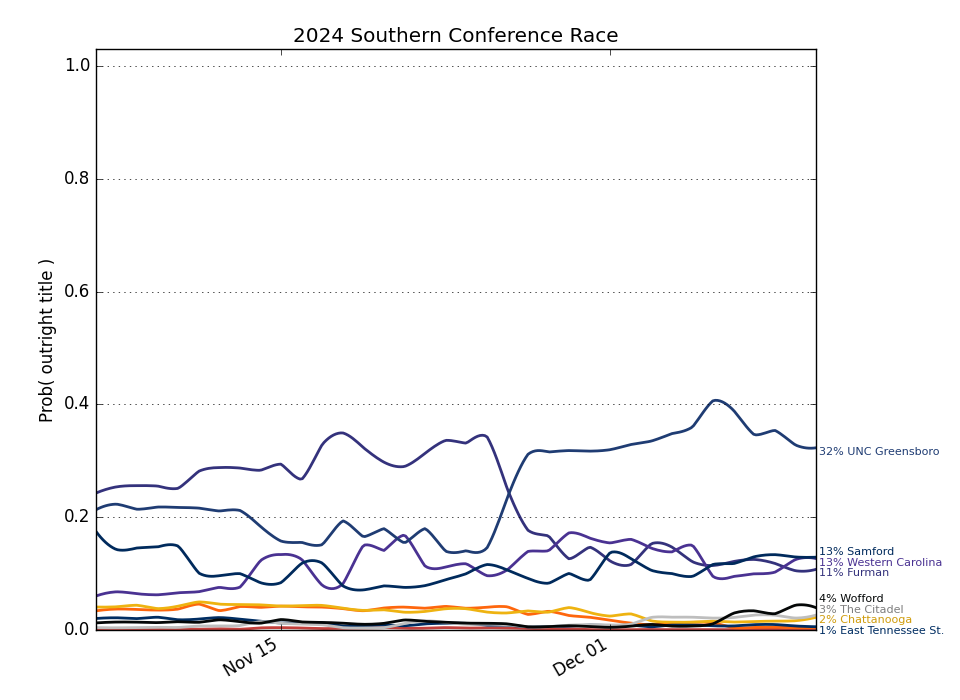 2024 Southern Conference Race
Prob( outright title )
1.0
0.8
0.6
0.4
0.2
0.0
Nov 15
Dec 01
32% UNC Greensboro
13% Samford
13% Western Carolina
11% Furman
4% Wofford
3% The Citadel
2% Chattanooga
1% East Tennessee St.